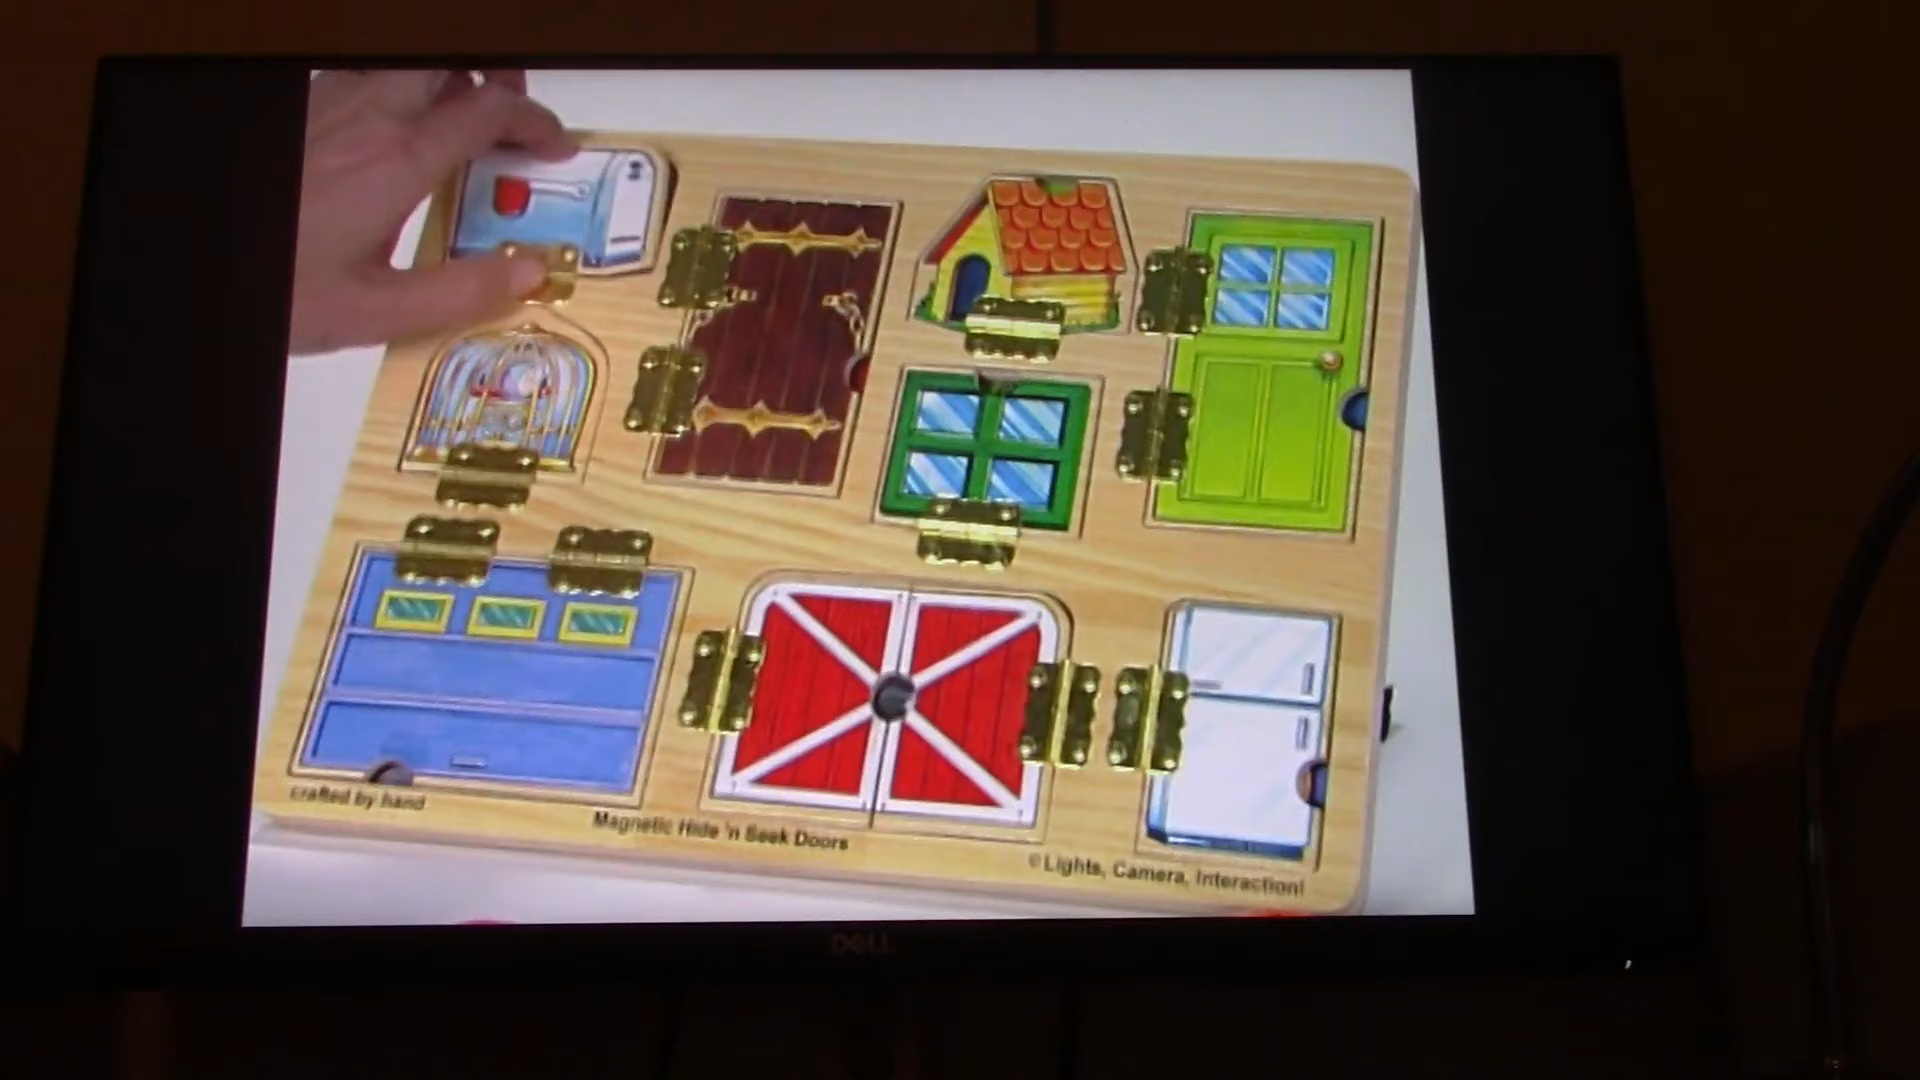 crafted by hand
Magnetic Hide 'n Seek Doors
© Lights, Camera, Interaction!
DELL